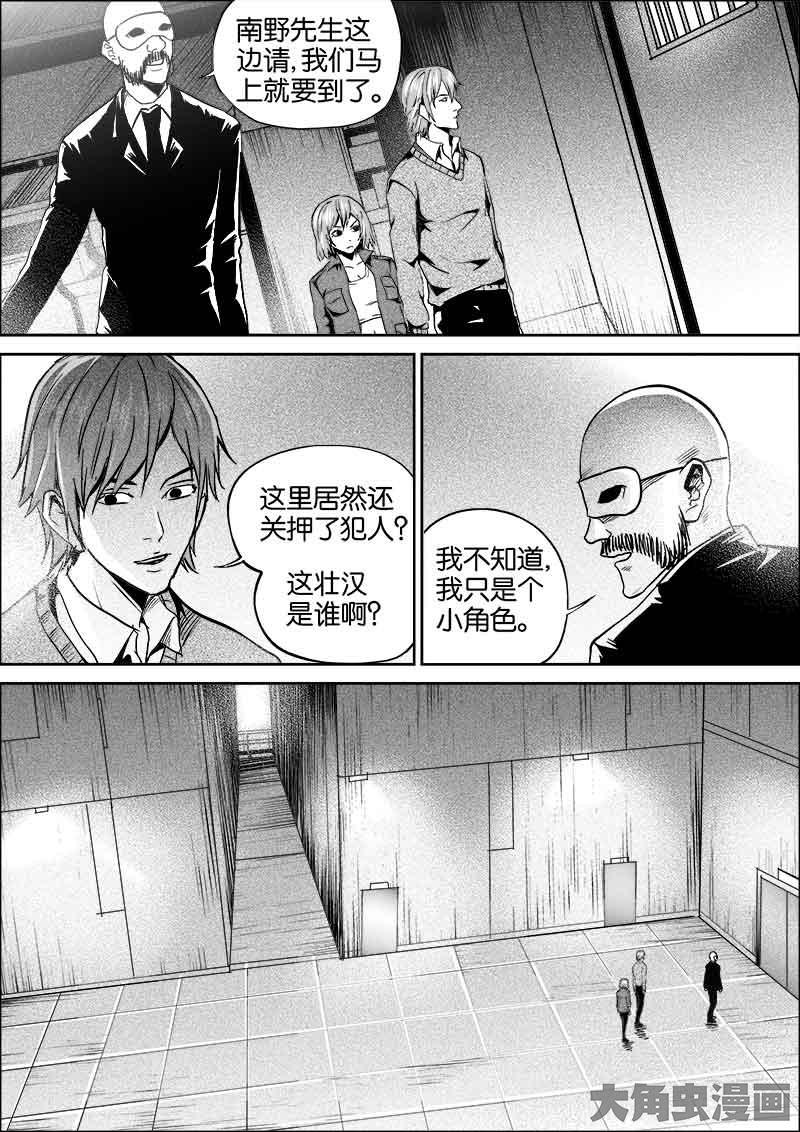 南野先生这
边请,我们马
上就要到了。
这里居然还
关押了犯人?
这壮汉
是谁啊?
我不知道,
我只是个
小角色。
大角虫漫画